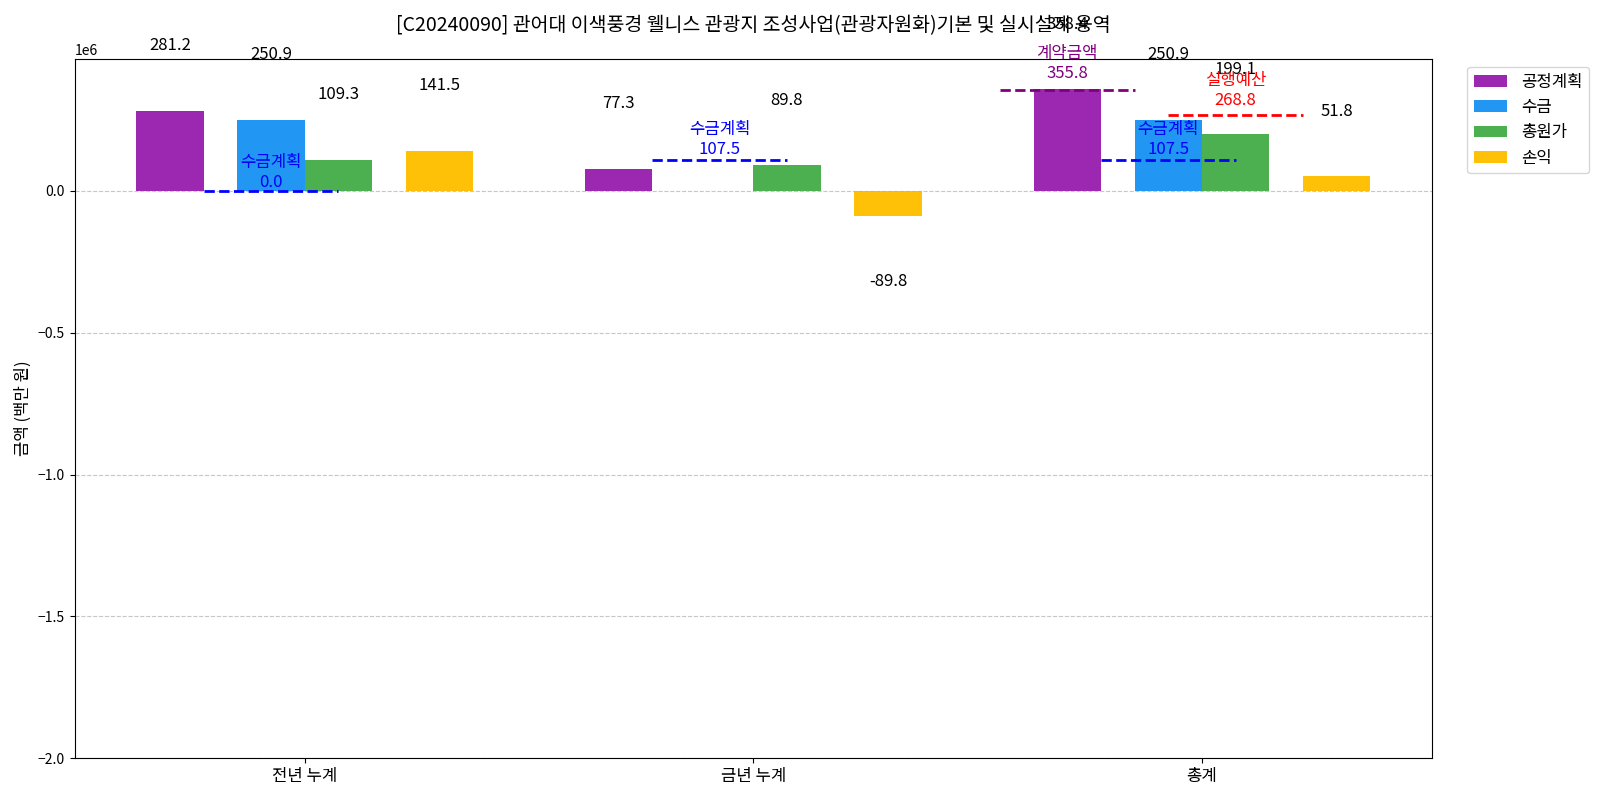 [C20240090] 관어대 이색풍경 웰니스 관광지 조성사업(관광자원화)기본 및 실시설계 용역
1e6
281.2
250.9
109.3
141.5
77.3
89.8
-89.8
358.4
250.9
199.1
51.8
수금계획
0.0
수금계획
107.5
계약금액
355.8
수금계획
107.5
실행예산
268.8
공정계획
수금
총원가
손익
금액 (백만 원)
0.0
−0.5
−1.0
−1.5
−2.0
전년 누계
금년 누계
총계